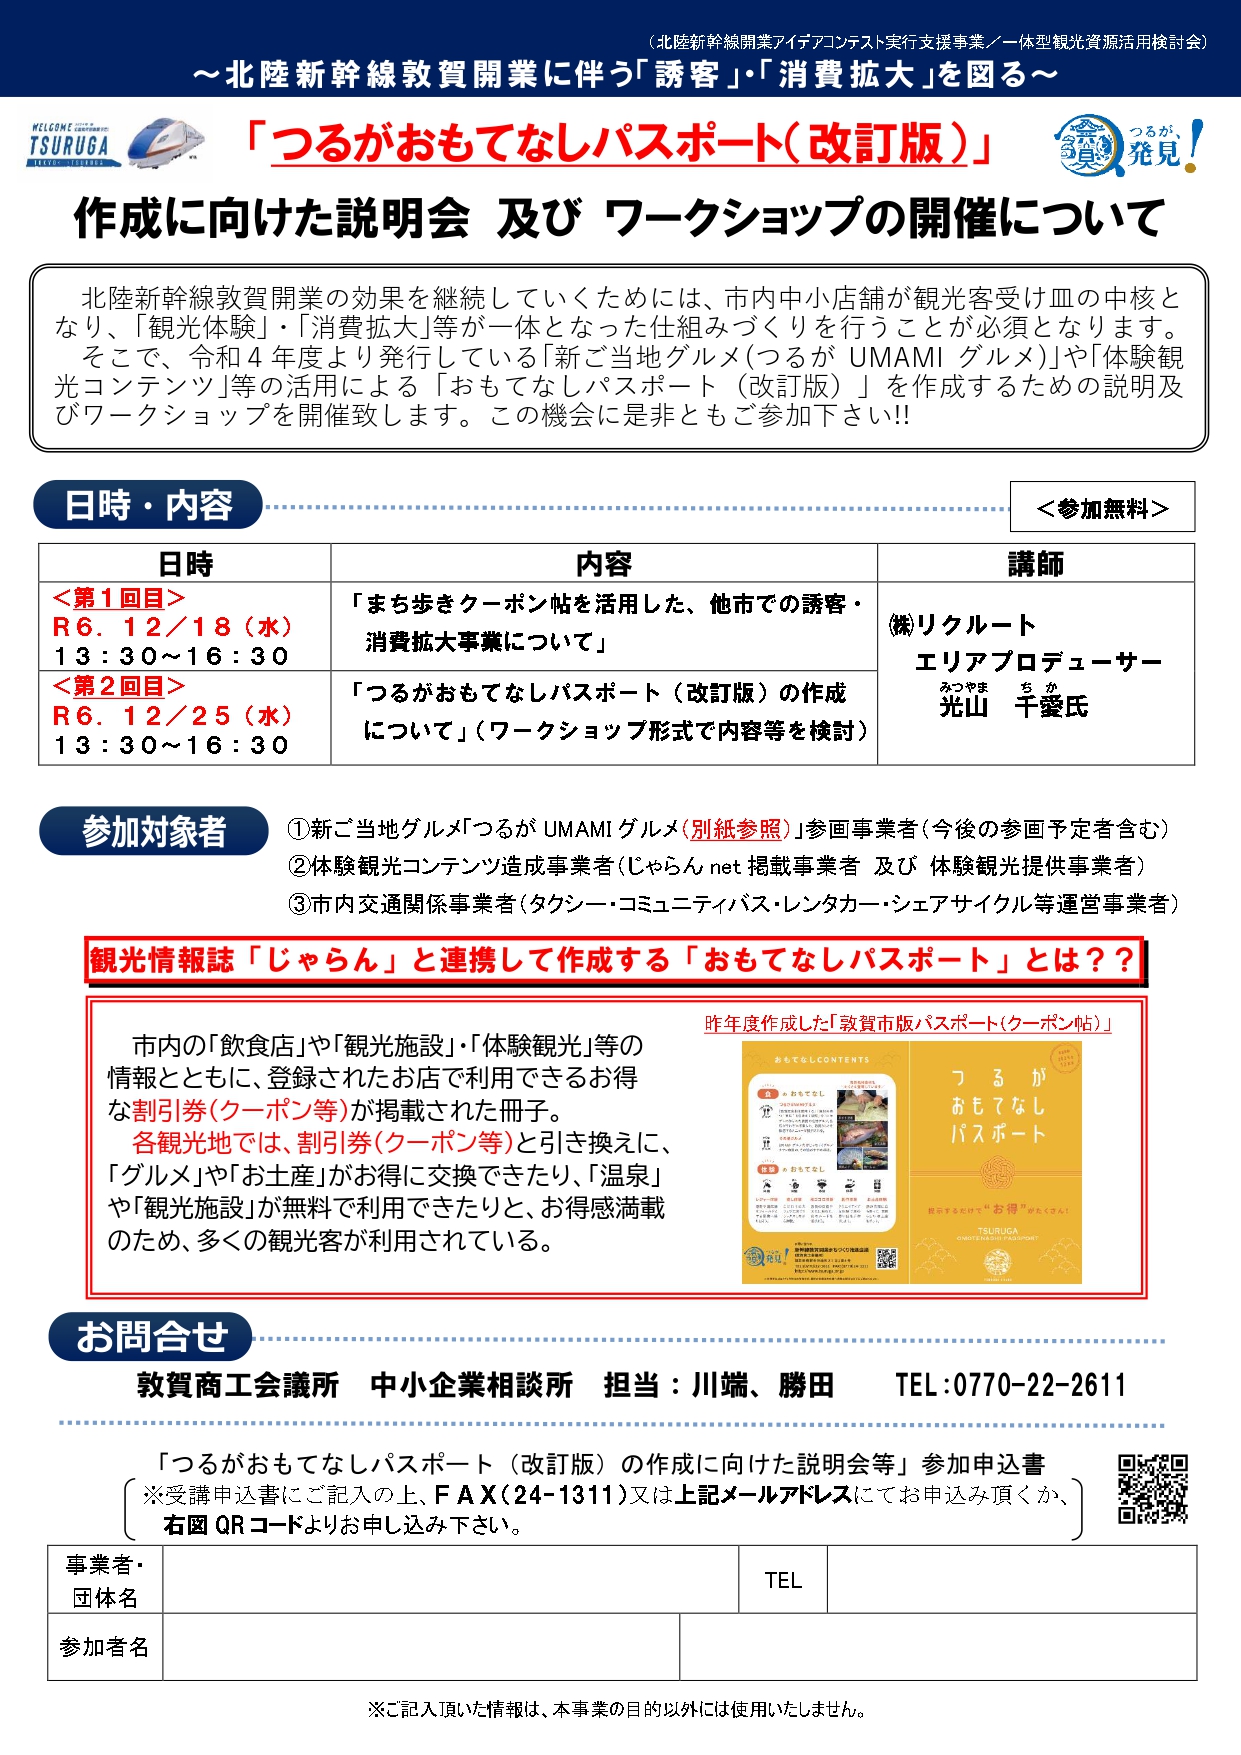 （北陸新幹線開業アイデアコンテスト実行支援事業／一体型観光資源活用検討会）
～北陸新幹線敦賀開業に伴う「誘客」・「消費拡大」を図る～
WELCOME
TSURUGA
「つるがおもてなしパスポート（改訂版）」
つるが、
発見！
作成に向けた説明会 及び ワークショップの開催について
北陸新幹線敦賀開業の効果を継続していくためには、市内中小店舗が観光客受け皿の中核と
なり、「観光体験」・「消費拡大」等が一体となった仕組みづくりを行うことが必須となります。
そこで、令和４年度より発行している「新ご当地グルメ(つるが UMAMI グルメ)」や「体験観
光コンテンツ」等の活用による「おもてなしパスポート（改訂版）」を作成するための説明及
びワークショップを開催致します。この機会に是非ともご参加下さい!!
日時・内容
＜参加無料＞
日時 内容 講師
＜第１回目＞
Ｒ６．１２／１８（水）
１３：３０～１６：３０
「まち歩きクーポン帖を活用した、他市での誘客・
消費拡大事業について」
㈱リクルート
エリアプロデューサー
みつやま ち か
光山 千愛氏
＜第２回目＞
Ｒ６．１２／２５（水）
１３：３０～１６：３０
「つるがおもてなしパスポート（改訂版）の作成
について」（ワークショップ形式で内容等を検討）
参加対象者
①新ご当地グルメ「つるが UMAMI グルメ（別紙参照）」参画事業者（今後の参画予定者含む）
②体験観光コンテンツ造成事業者（じゃらん net 掲載事業者 及び 体験観光提供事業者）
③市内交通関係事業者（タクシー・コミュニティバス・レンタカー・シェアサイクル等運営事業者）
観光情報誌「じゃらん」と連携して作成する「おもてなしパスポート」とは？？
市内の「飲食店」や「観光施設」・「体験観光」等の
情報とともに、登録されたお店で利用できるお得
な割引券（クーポン等）が掲載された冊子。
各観光地では、割引券（クーポン等）と引き換えに、
「グルメ」や「お土産」がお得に交換できたり、「温泉」
や「観光施設」が無料で利用できたりと、お得感満載
のため、多くの観光客が利用されている。
昨年度作成した「敦賀市版パスポート（クーポン帖）」
おもてなしCONTENTS
食 のおもてなし
体験 のおもてなし
発見！
つるが
おもてなし
パスポート
提示するだけで“お得”がたくさん！
TSURUGA
OMOTENASHI PASSPORT
お問合せ
敦賀商工会議所 中小企業相談所 担当：川端、勝田 TEL：0770-22-2611
「つるがおもてなしパスポート（改訂版）の作成に向けた説明会等」参加申込書
※受講申込書にご記入の上、ＦＡＸ（24-1311）又は上記メールアドレスにてお申込み頂くか、
右図 QR コードよりお申し込み下さい。
事業者・
団体名
TEL
参加者名
※ご記入頂いた情報は、本事業の目的以外には使用いたしません。